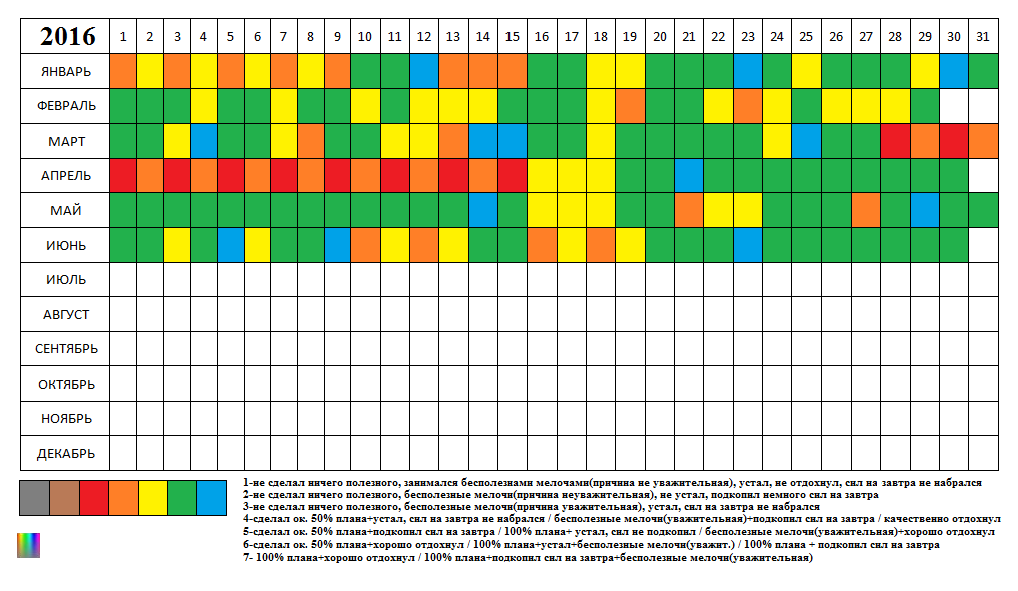 2016 1 2 3 4 5 6 7 8 9 10 11 12 13 14 15 16 17 18 19 20 21 22 23 24 25 26 27 28 29 30 31
ЯНВАРЬ
ФЕВРАЛЬ
МАРТ
АПРЕЛЬ
МАЙ
ИЮНЬ
ИЮЛЬ
АВГУСТ
СЕНТЯБРЬ
ОКТЯБРЬ
НОЯБРЬ
ДЕКАБРЬ
1-не сделал ничего полезного, занимался бесполезнами мелочами(причина не уважительная), устал, не отдохнул, сил на завтра не набрался
2-не сделал ничего полезного, бесполезные мелочи(причина неуважительная), не устал, подкопил немного сил на завтра
3-не сделал ничего полезного, бесполезные мелочи(причина уважительная), устал, сил на завтра не набрался
4-сделал ок. 50% плана+устал, сил на завтра не набрался / бесполезные мелочи(уважительная)+подкопил сил на завтра / качественно отдохнул
5-сделал ок. 50% плана+подкопил сил на завтра / 100% плана+ устал, сил не подкопил / бесполезные мелочи(уважительная)+хорошо отдохнул
6-сделал ок. 50% плана+хорошо отдохнул / 100% плана+устал+бесполезные мелочи(уважит.) / 100% плана + подкопил сил на завтра
7- 100% плана+хорошо отдохнул / 100% плана+подкопил сил на завтра+бесполезные мелочи(уважительная)